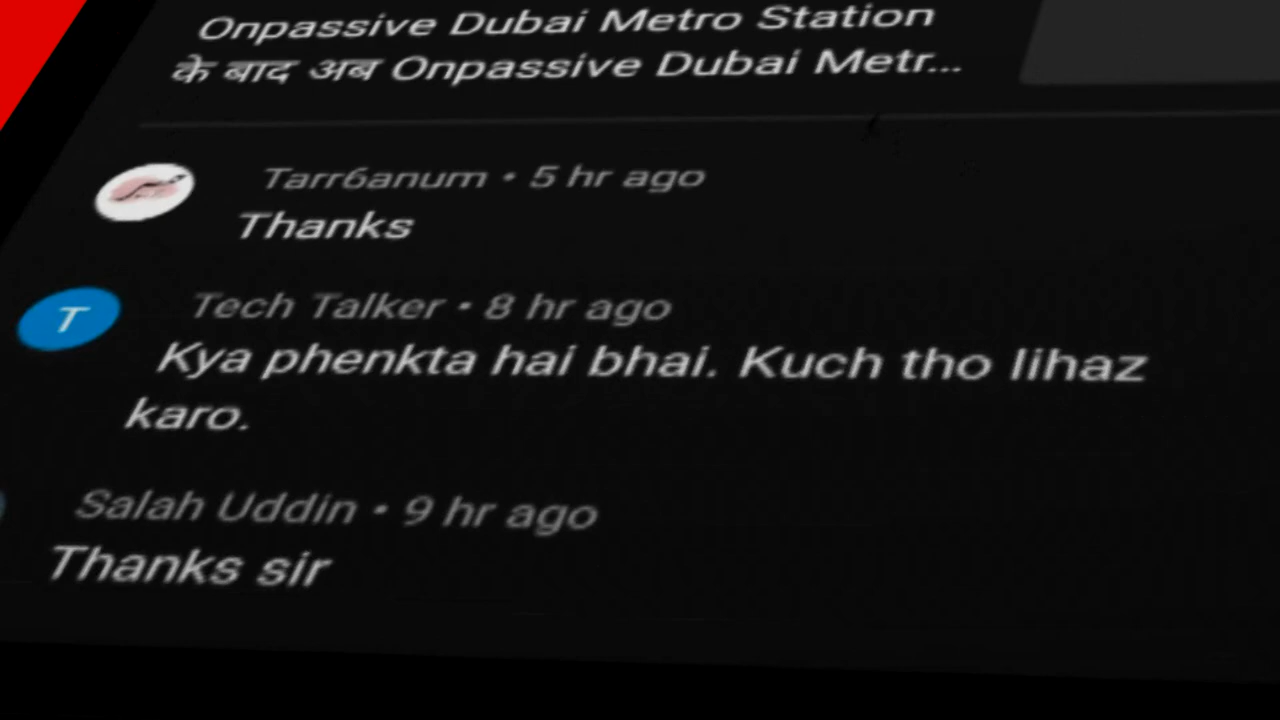 Onpassive Dubai Metro Station
के बाद अब Onpassive Dubai Metr...
Tarr6anum • 5 hr ago
Thanks
T
Tech Talker • 8 hr ago
Kya phenkta hai bhai. Kuch tho lihaz
karo.
Salah Uddin • 9 hr ago
Thanks sir